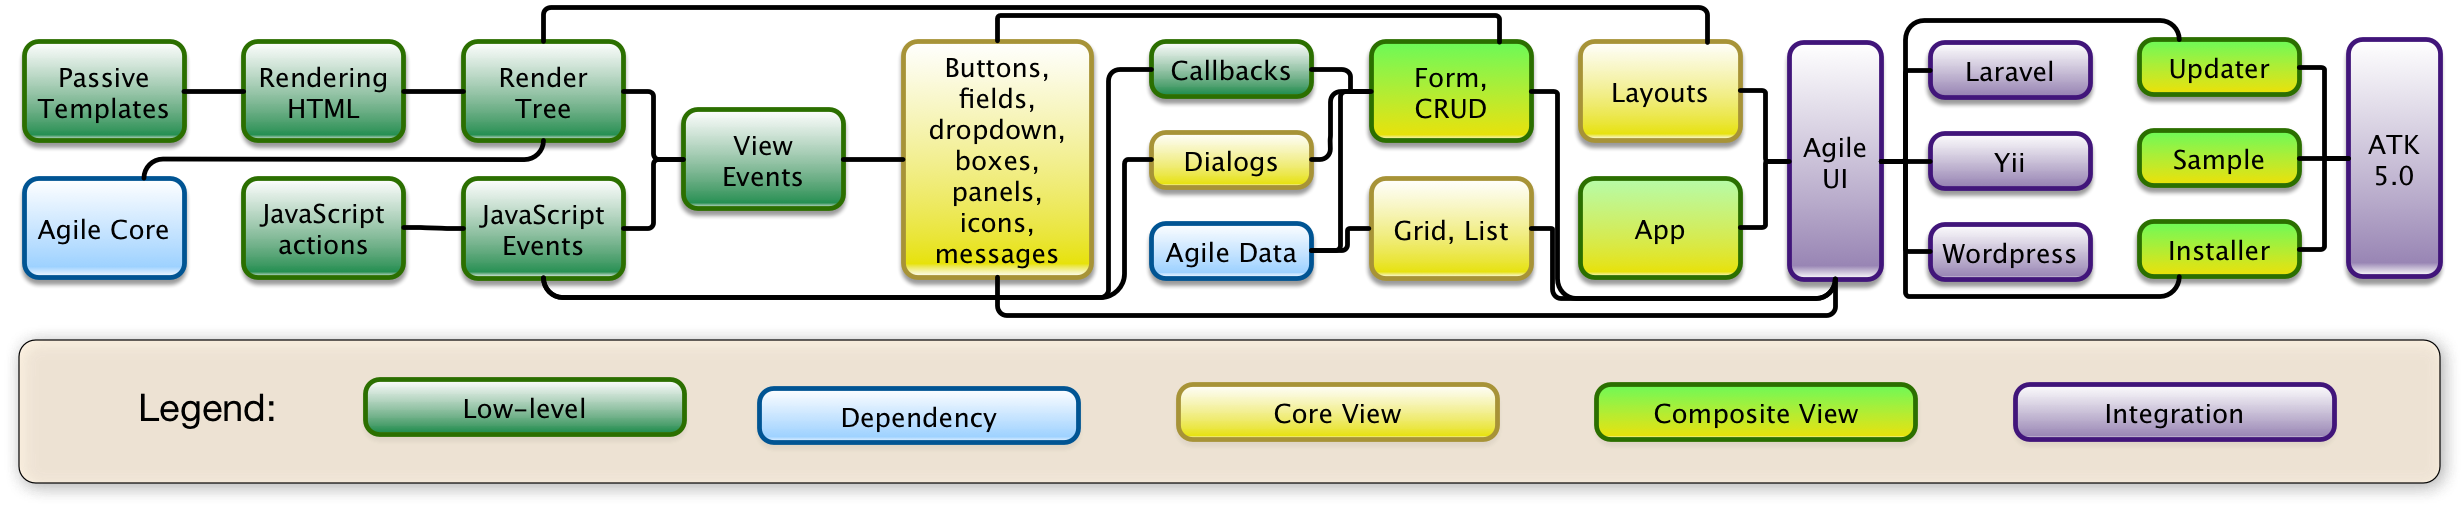 Passive
Templates
Rendering
HTML
Render
Tree
Agile Core
JavaScript
actions
JavaScript
Events
View
Events
Buttons,
fields,
dropdown,
boxes,
panels,
icons,
messages
Callbacks
Dialogs
Agile Data
Form,
CRUD
Grid, List
Layouts
App
Agile
UI
Laravel
Yii
Wordpress
Updater
Sample
Installer
ATK
5.0
Legend:
Low-level
Dependency
Core View
Composite View
Integration